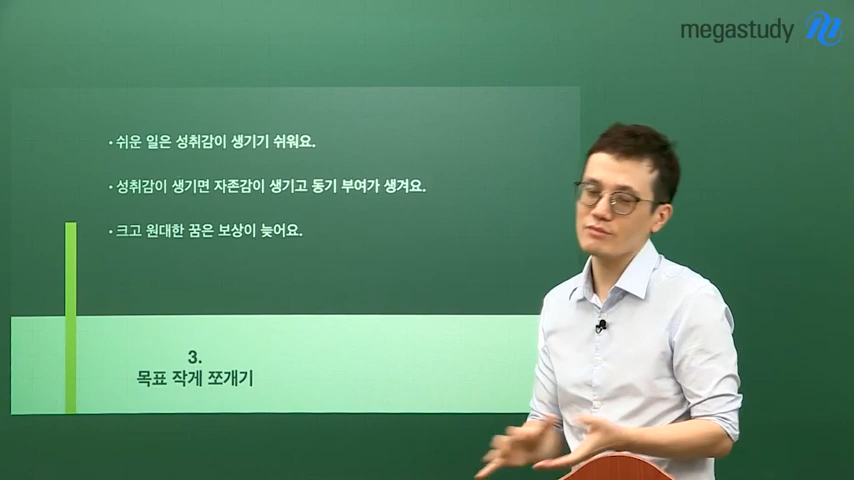 megastudy
· 쉬운 일은 성취감이 생기기 쉬워요.
· 성취감이 생기면 자존감이 생기고 동기 부여가 생겨요.
· 크고 원대한 꿈은 보상이 늦어요.
3.
목표 작게 쪼개기